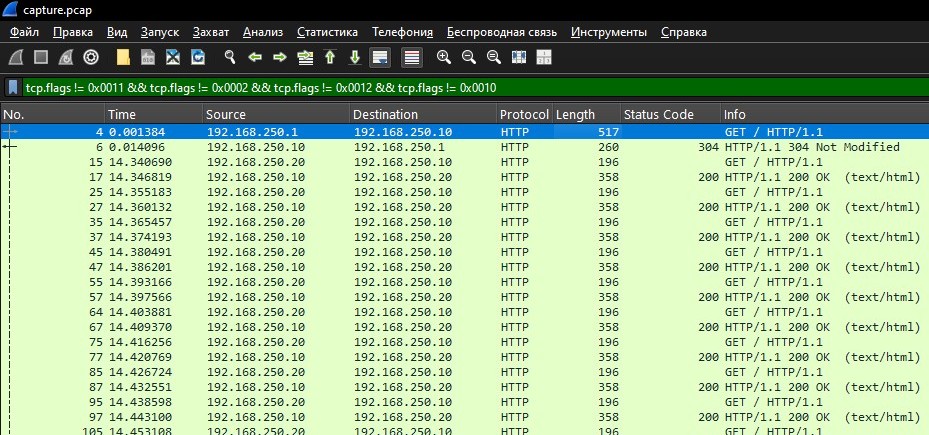 capture.pcap
Файл Правка Вид Запуск Захват Анализ Статистика Телефония Беспроводная связь Инструменты Справка
tcp.flags != 0x0011 && tcp.flags != 0x0002 && tcp.flags != 0x0012 && tcp.flags != 0x0010
No. Time Source Destination Protocol Length Status Code Info
4 0.001384 192.168.250.1 192.168.250.10 HTTP 517 GET / HTTP/1.1
6 0.014096 192.168.250.10 192.168.250.1 HTTP 260 304 HTTP/1.1 304 Not Modified
15 14.340690 192.168.250.20 192.168.250.10 HTTP 196 GET / HTTP/1.1
17 14.346819 192.168.250.10 192.168.250.20 HTTP 358 200 HTTP/1.1 200 OK (text/html)
25 14.355183 192.168.250.20 192.168.250.10 HTTP 196 GET / HTTP/1.1
27 14.360132 192.168.250.10 192.168.250.20 HTTP 358 200 HTTP/1.1 200 OK (text/html)
35 14.365457 192.168.250.20 192.168.250.10 HTTP 196 GET / HTTP/1.1
37 14.374193 192.168.250.10 192.168.250.20 HTTP 358 200 HTTP/1.1 200 OK (text/html)
45 14.380491 192.168.250.20 192.168.250.10 HTTP 196 GET / HTTP/1.1
47 14.386201 192.168.250.10 192.168.250.20 HTTP 358 200 HTTP/1.1 200 OK (text/html)
55 14.393166 192.168.250.20 192.168.250.10 HTTP 196 GET / HTTP/1.1
57 14.397566 192.168.250.10 192.168.250.20 HTTP 358 200 HTTP/1.1 200 OK (text/html)
64 14.403881 192.168.250.20 192.168.250.10 HTTP 196 GET / HTTP/1.1
67 14.409370 192.168.250.10 192.168.250.20 HTTP 358 200 HTTP/1.1 200 OK (text/html)
75 14.416256 192.168.250.20 192.168.250.10 HTTP 196 GET / HTTP/1.1
77 14.420769 192.168.250.10 192.168.250.20 HTTP 358 200 HTTP/1.1 200 OK (text/html)
85 14.426724 192.168.250.20 192.168.250.10 HTTP 196 GET / HTTP/1.1
87 14.432551 192.168.250.10 192.168.250.20 HTTP 358 200 HTTP/1.1 200 OK (text/html)
95 14.438598 192.168.250.20 192.168.250.10 HTTP 196 GET / HTTP/1.1
97 14.443100 192.168.250.10 192.168.250.20 HTTP 358 200 HTTP/1.1 200 OK (text/html)
105 14.453108 192.168.250.20 192.168.250.10 HTTP 196 GET / HTTP/1.1